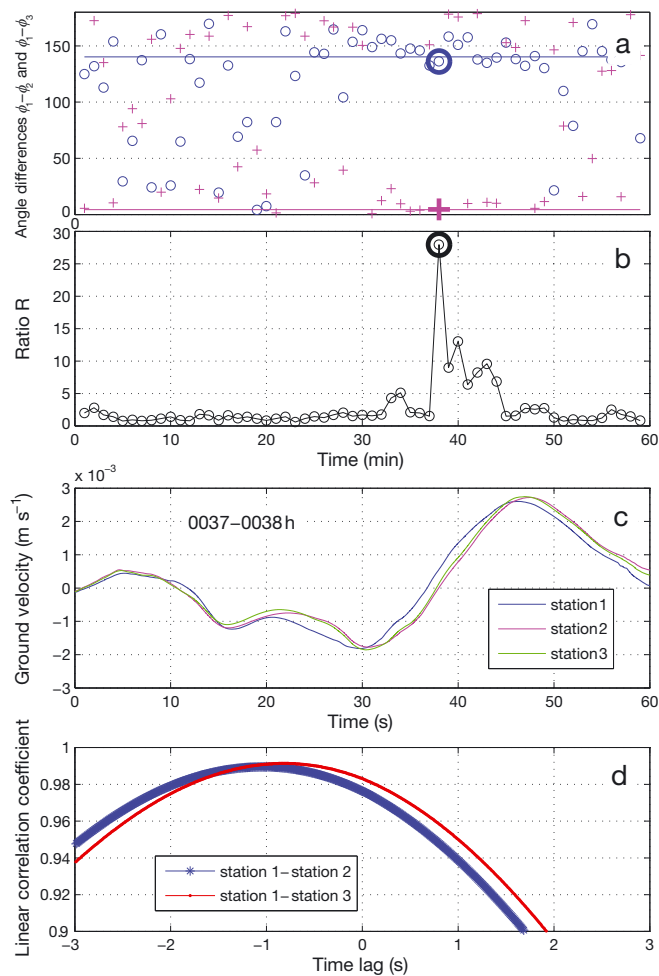 Angle differences ϕ1–ϕ2 and ϕ1–ϕ3
150
100
50
0
0
a
Ratio R
30
25
20
15
10
5
0
b
0
10
20
30
40
50
60
Time (min)
x 10⁻³
Ground velocity (m s⁻¹)
3
2
1
0
−1
−2
−3
0037–0038 h
c
station1
station2
station3
0
10
20
30
40
50
60
Time (s)
Linear correlation coefficient
1
0.98
0.96
0.94
0.92
0.9
d
station 1–station 2
station 1–station 3
−3
−2
−1
0
1
2
3
Time lag (s)